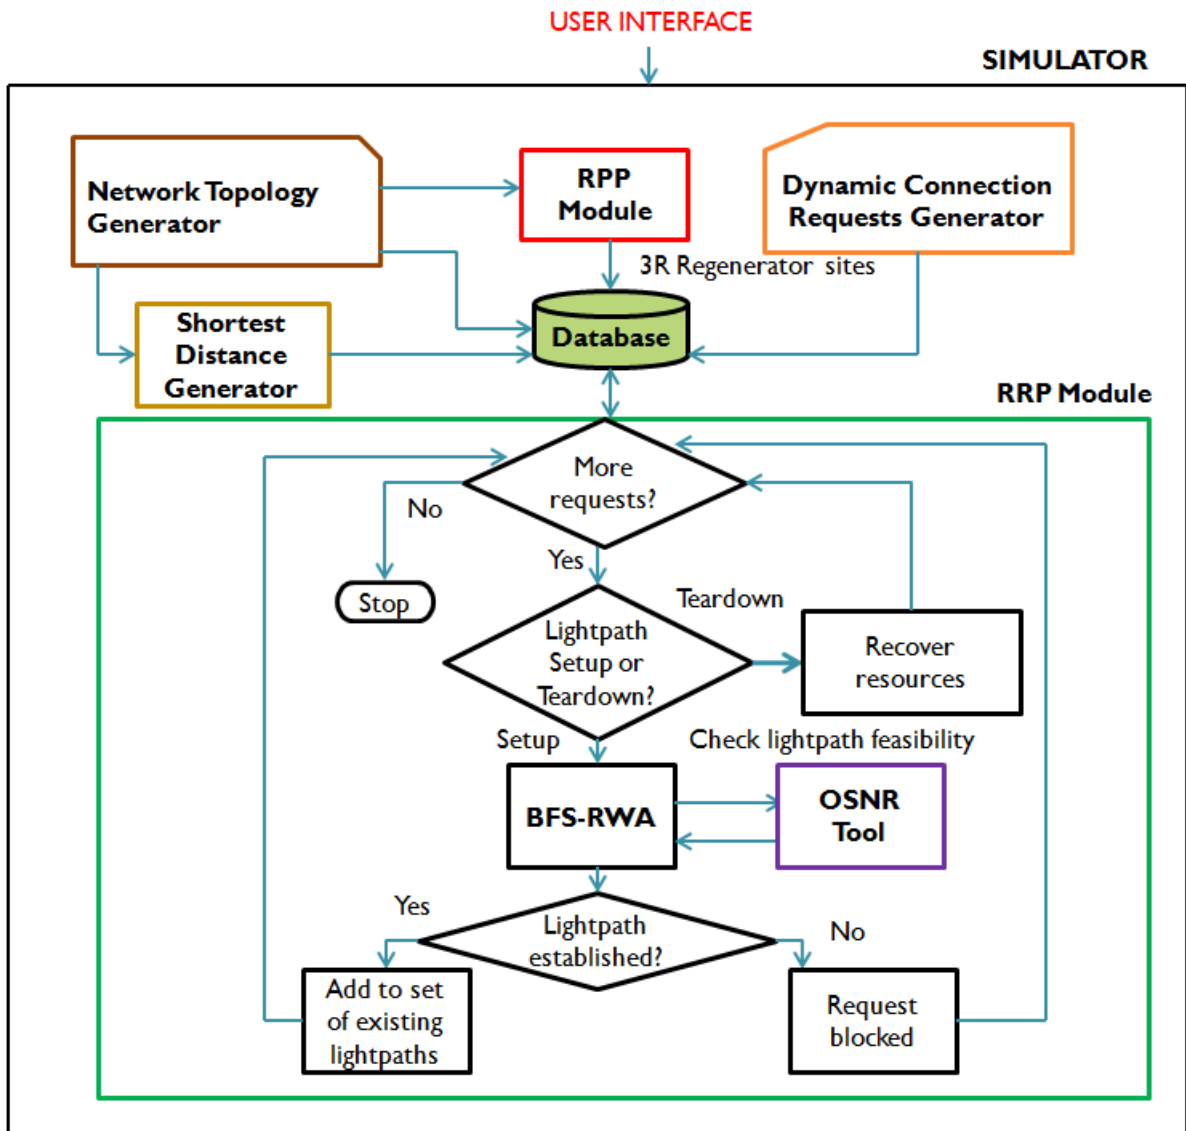 USER INTERFACE
SIMULATOR
Network Topology
Generator
RPP
Module
Dynamic Connection
Requests Generator
3R Regenerator sites
Shortest
Distance
Generator
Database
RRP Module
More
requests?
No
Yes
Stop
Teardown
Lightpath
Setup or
Teardown?
Recover
resources
Setup
Check lightpath feasibility
BFS-RWA
OSNR
Tool
Yes
Lightpath
established?
No
Add to set
of existing
lightpaths
Request
blocked